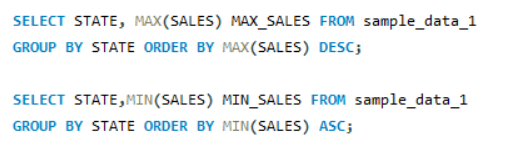 SELECT STATE, MAX(SALES) MAX_SALES FROM sample_data_1
GROUP BY STATE ORDER BY MAX(SALES) DESC;
SELECT STATE,MIN(SALES) MIN_SALES FROM sample_data_1
GROUP BY STATE ORDER BY MIN(SALES) ASC;